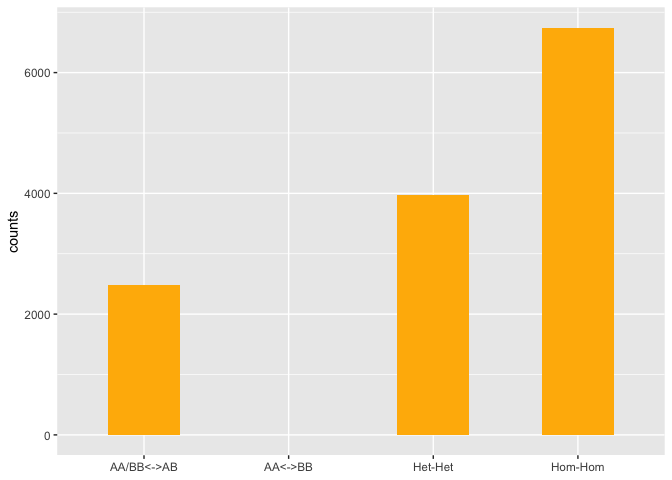 counts
6000
4000
2000
0
AA/BB<->AB
AA<->BB
Het-Het
Hom-Hom